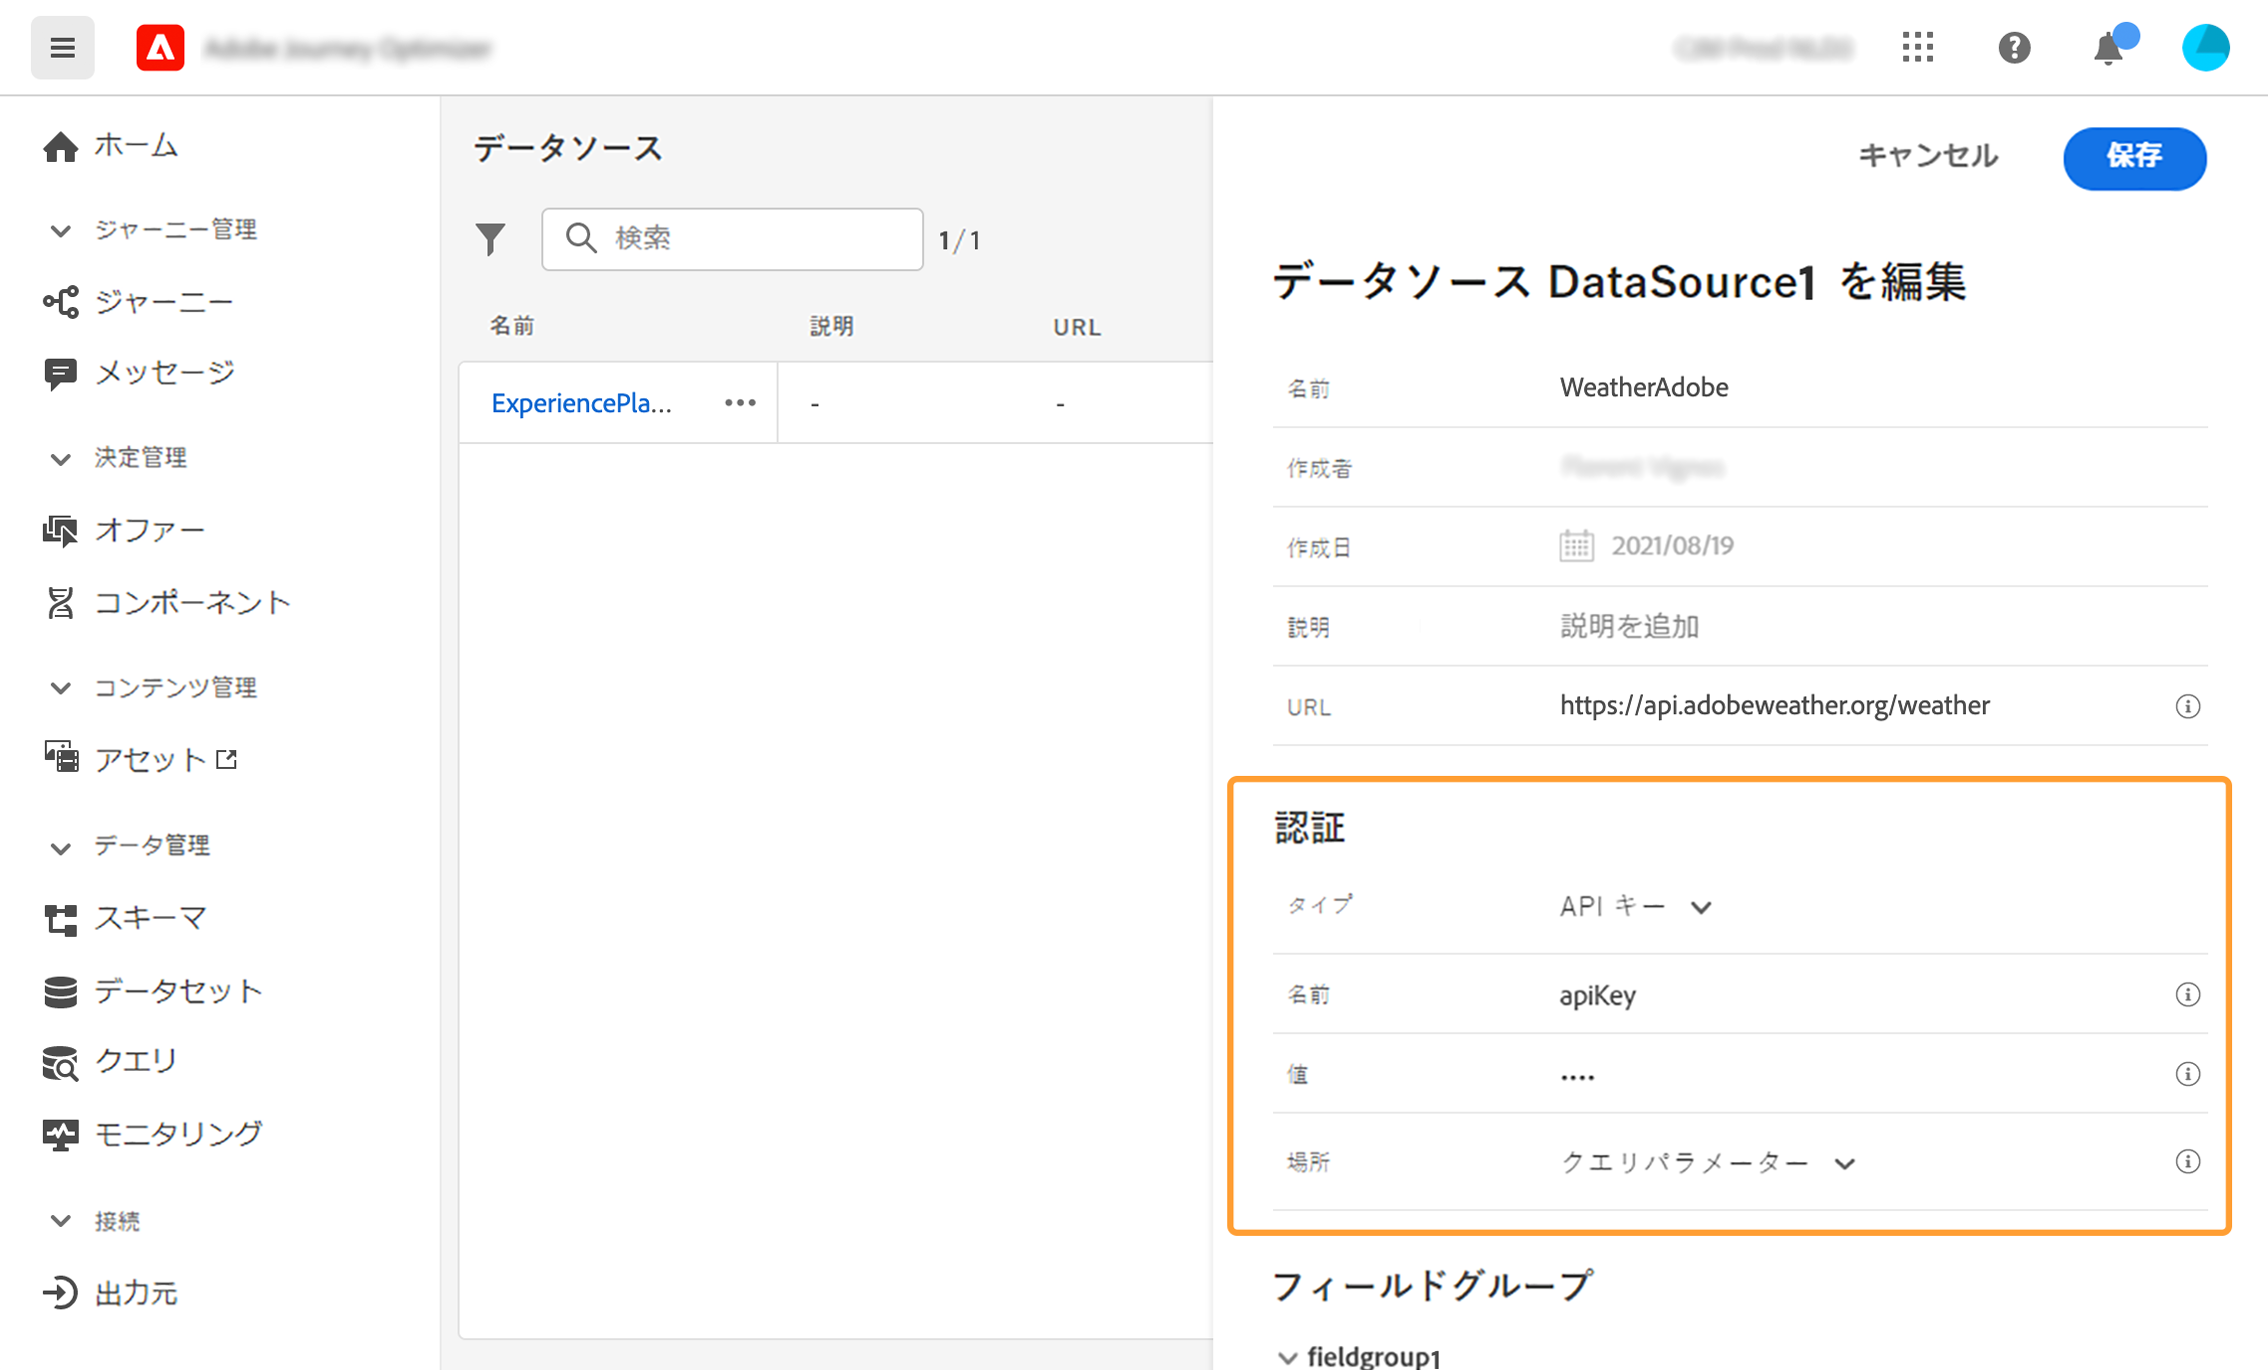 ホーム
ジャーニー管理
ジャーニー
メッセージ
決定管理
オファー
コンポーネント
コンテンツ管理
アセット
データ管理
スキーマ
データセット
クエリ
モニタリング
接続
出力元
データソース
検索
1/1
名前 説明 URL
ExperiencePla... ••• - -
キャンセル
保存
データソース DataSource1 を編集
名前 WeatherAdobe
作成者
作成日 2021/08/19
説明 説明を追加
URL https://api.adobeweather.org/weather
認証
タイプ API キー
名前 apiKey
値 ••••
場所 クエリパラメーター
フィールドグループ
fieldgroup1